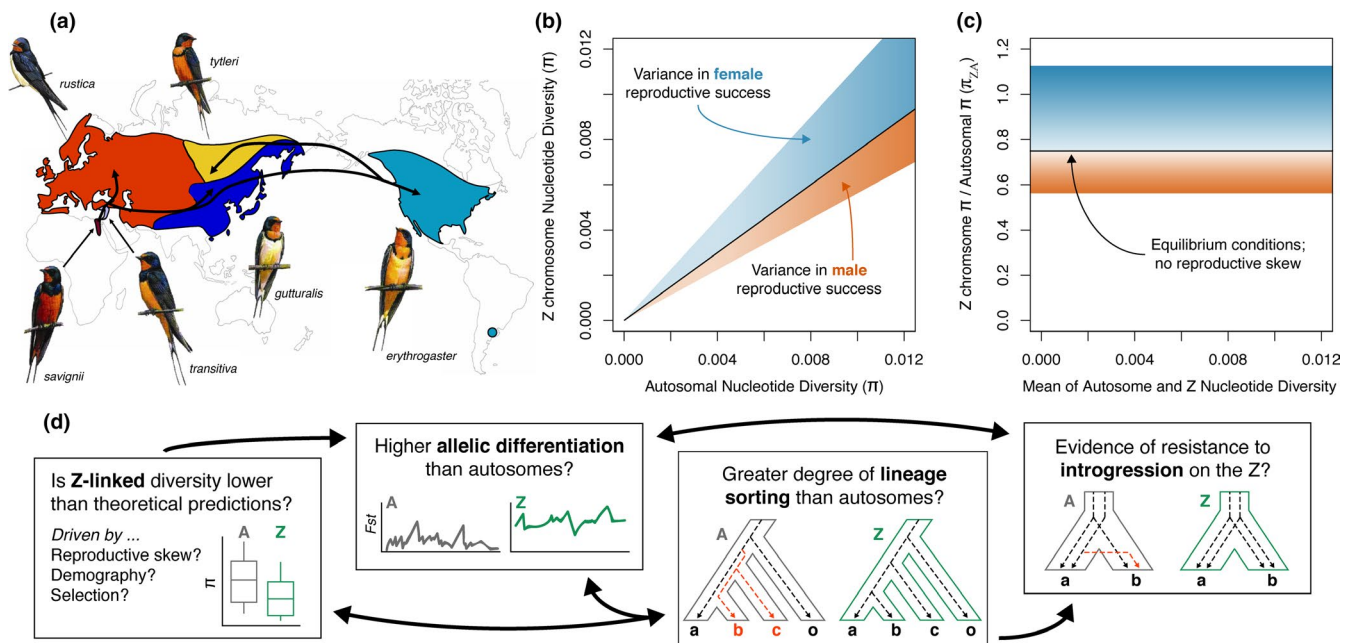 (a)
rustica
tytleri
savignii
transitiva
gutturalis
erythrogaster
(b)
Z chromosome Nucleotide Diversity (π)
0.000
0.004
0.008
0.012
Variance in female
reproductive success
Variance in male
reproductive success
0.000
0.004
0.008
0.012
Autosomal Nucleotide Diversity (π)
(c)
Z chromsome π / Autosomal π (πZA)
0.0
0.2
0.4
0.6
0.8
1.0
1.2
Equilibrium conditions;
no reproductive skew
0.000
0.004
0.008
0.012
Mean of Autosome and Z Nucleotide Diversity
(d)
Is Z-linked diversity lower
than theoretical predictions?
Driven by ...
Reproductive skew?
Demography?
Selection?
A Z
π
Higher allelic differentiation
than autosomes?
Fst
A
Z
Greater degree of lineage
sorting than autosomes?
A
Z
a b c o
a b c o
Evidence of resistance to
introgression on the Z?
A
Z
a b
a b